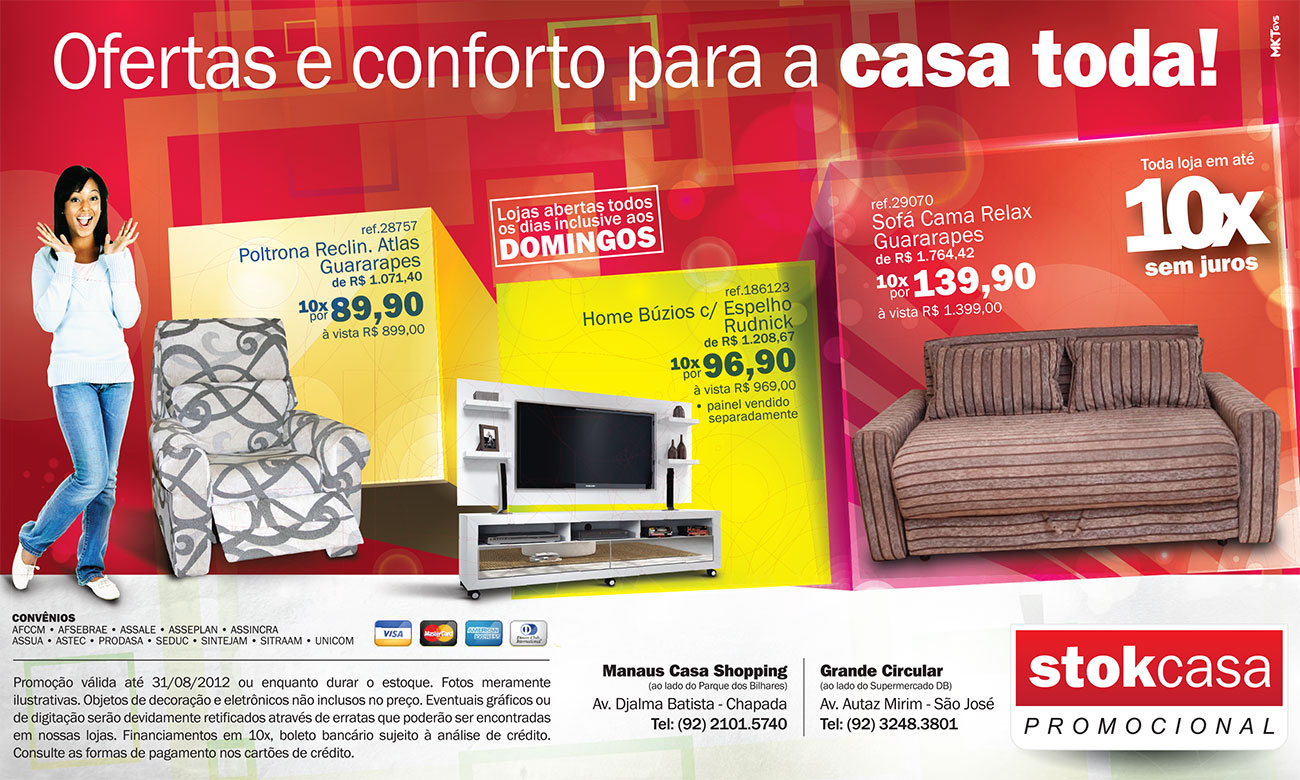 MKTGVS
Ofertas e conforto para a casa toda!
ref.28757
Poltrona Reclin. Atlas
Guararapes
de R$ 1.071,40
10x por 89,90
à vista R$ 899,00
Lojas abertas todos
os dias inclusive aos
DOMINGOS
ref.186123
Home Búzios c/ Espelho
Rudnick
de R$ 1.208,67
10x por 96,90
à vista R$ 969,00
• painel vendido
separadamente
ref.29070
Sofá Cama Relax
Guararapes
de R$ 1.764,42
10x por 139,90
à vista R$ 1.399,00
Toda loja em até
10x
sem juros
CONVÊNIOS
AFCCM • AFSEBRAE • ASSALE • ASSEPLAN • ASSINCRA
ASSUA • ASTEC • PRODASA • SEDUC • SINTEJAM • SITRAAM • UNICOM
VISA
MasterCard
AMERICAN EXPRESS
Diners Club International
Promoção válida até 31/08/2012 ou enquanto durar o estoque. Fotos meramente
ilustrativas. Objetos de decoração e eletrônicos não inclusos no preço. Eventuais gráficos ou
de digitação serão devidamente retificados através de erratas que poderão ser encontradas
em nossas lojas. Financiamentos em 10x, boleto bancário sujeito à análise de crédito.
Consulte as formas de pagamento nos cartões de crédito.
Manaus Casa Shopping
(ao lado do Parque dos Bilhares)
Av. Djalma Batista - Chapada
Tel: (92) 2101.5740
Grande Circular
(ao lado do Supermercado DB)
Av. Autaz Mirim - São José
Tel: (92) 3248.3801
stokcasa
PROMOCIONAL